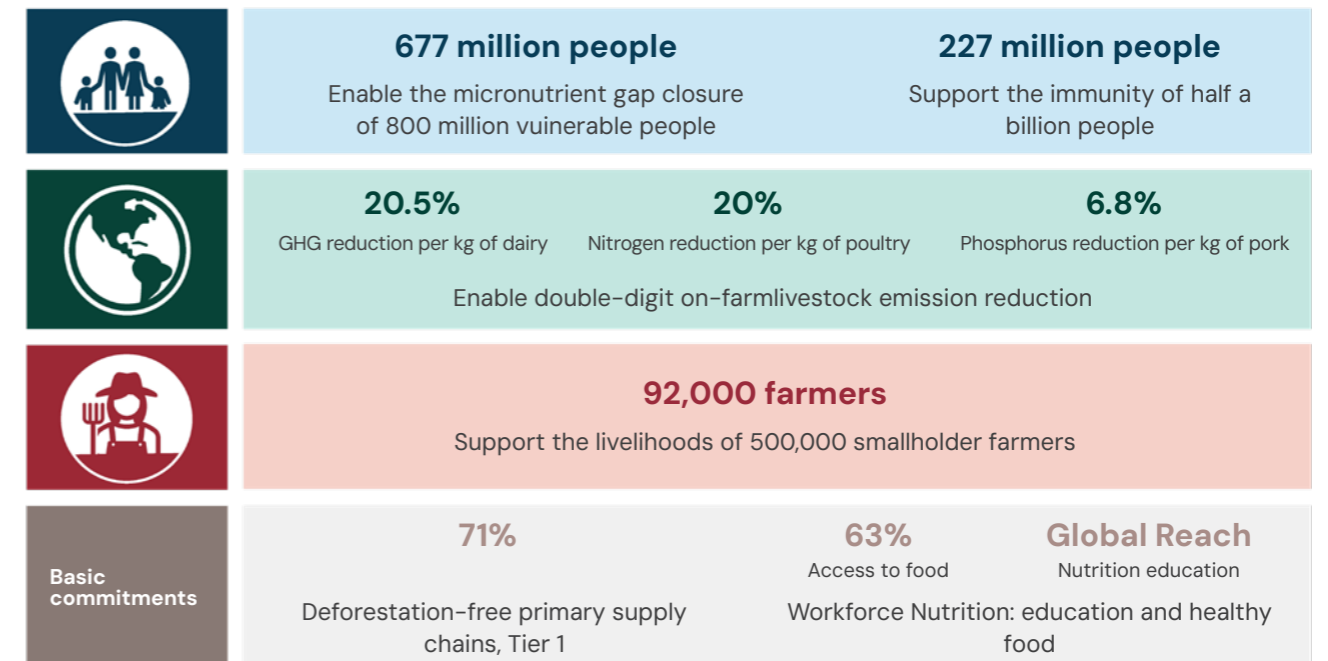 677 million people
Enable the micronutrient gap closure
of 800 million vuinerable people
227 million people
Support the immunity of half a
billion people
20.5%
GHG reduction per kg of dairy
20%
Nitrogen reduction per kg of poultry
6.8%
Phosphorus reduction per kg of pork
Enable double-digit on-farmlivestock emission reduction
92,000 farmers
Support the livelihoods of 500,000 smallholder farmers
Basic
commitments
71%
Deforestation-free primary supply
chains, Tier 1
63%
Access to food
Global Reach
Nutrition education
Workforce Nutrition: education and healthy
food